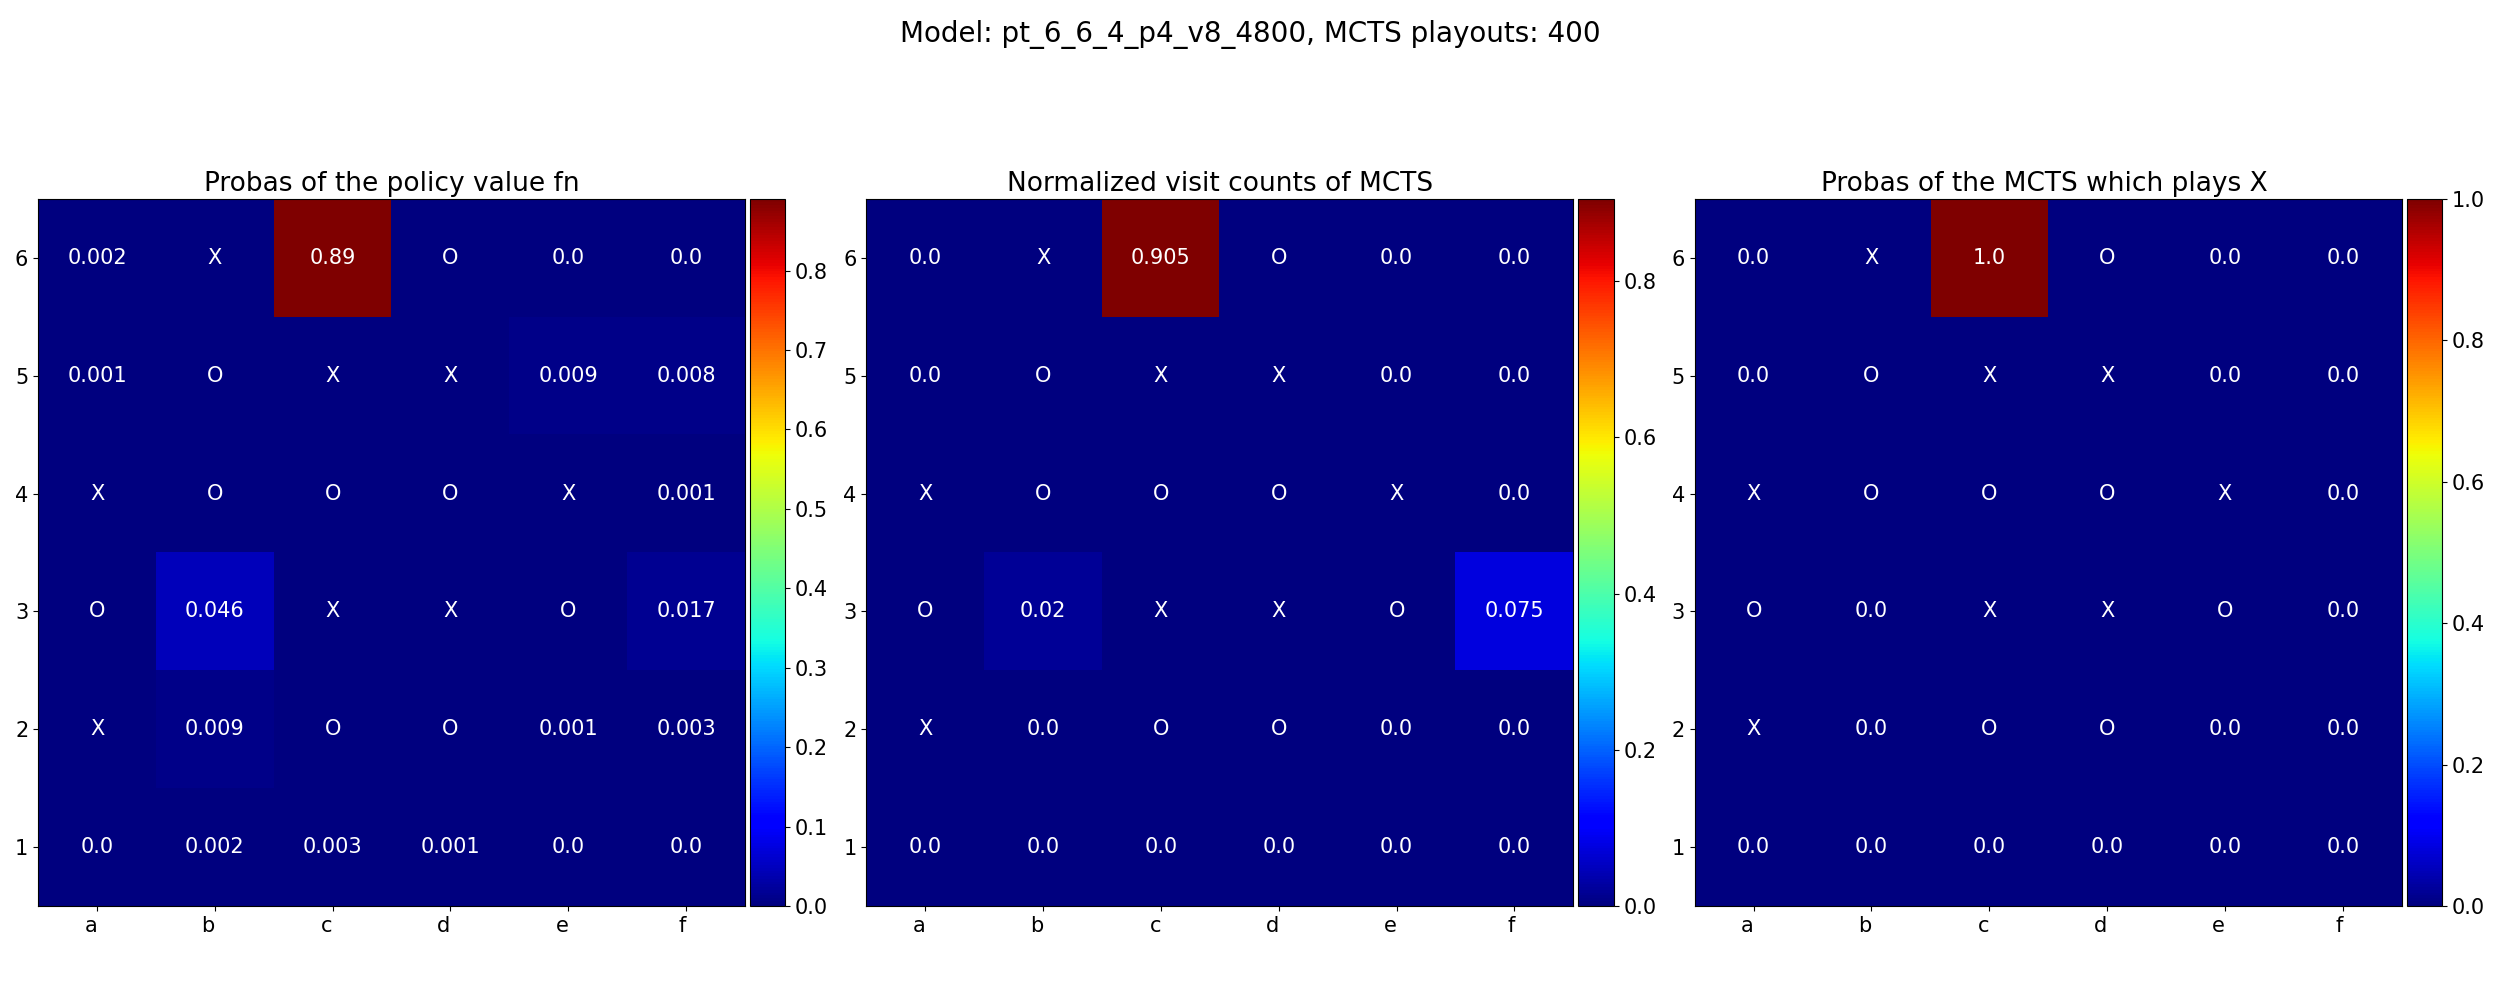 Model: pt_6_6_4_p4_v8_4800, MCTS playouts: 400
Probas of the policy value fn
6 0.002 X 0.89 O 0.0 0.0
5 0.001 O X X 0.009 0.008
4 X O O O X 0.001
3 O 0.046 X X O 0.017
2 X 0.009 O O 0.001 0.003
1 0.0 0.002 0.003 0.001 0.0 0.0
a b c d e f
0.8
0.7
0.6
0.5
0.4
0.3
0.2
0.1
0.0
Normalized visit counts of MCTS
6 0.0 X 0.905 O 0.0 0.0
5 0.0 O X X 0.0 0.0
4 X O O O X 0.0
3 O 0.02 X X O 0.075
2 X 0.0 O O 0.0 0.0
1 0.0 0.0 0.0 0.0 0.0 0.0
a b c d e f
0.8
0.6
0.4
0.2
0.0
Probas of the MCTS which plays X
6 0.0 X 1.0 O 0.0 0.0
5 0.0 O X X 0.0 0.0
4 X O O O X 0.0
3 O 0.0 X X O 0.0
2 X 0.0 O O 0.0 0.0
1 0.0 0.0 0.0 0.0 0.0 0.0
a b c d e f
1.0
0.8
0.6
0.4
0.2
0.0